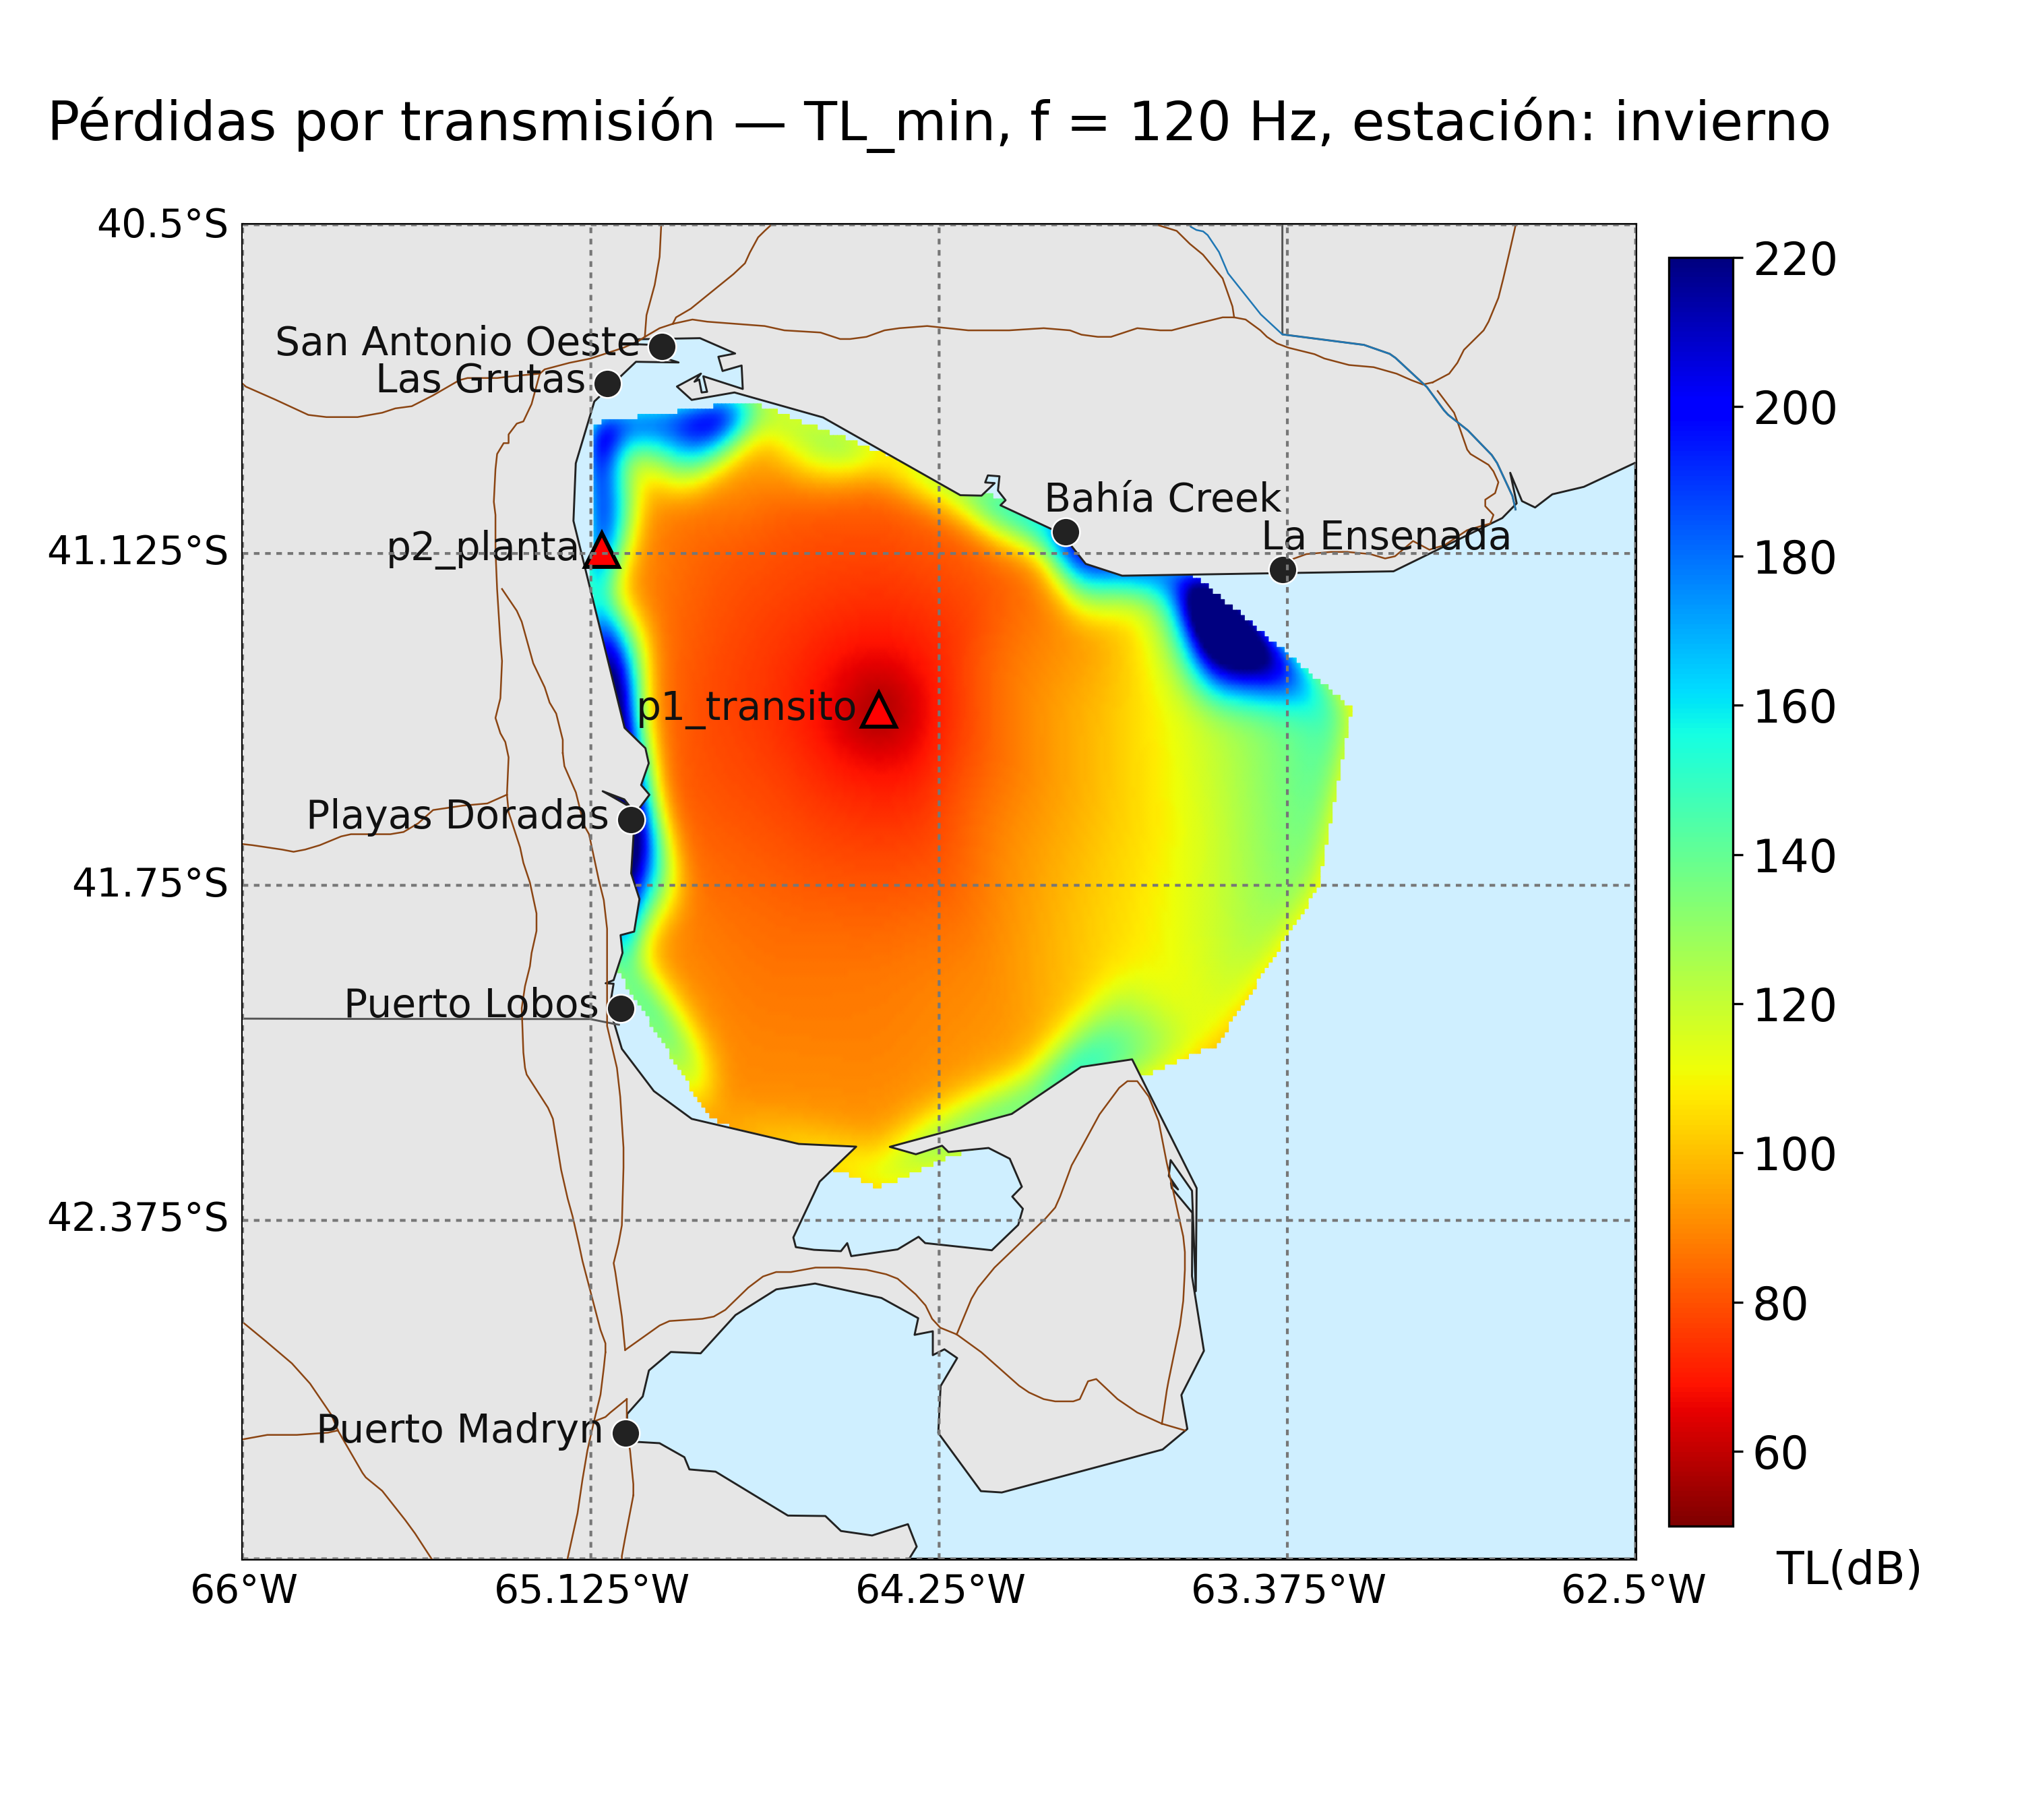 Pérdidas por transmisión — TL_min, f = 120 Hz, estación: invierno
40.5°S
41.125°S
41.75°S
42.375°S
66°W
65.125°W
64.25°W
63.375°W
62.5°W
San Antonio Oeste
Las Grutas
Bahía Creek
La Ensenada
p2_planta
p1_transito
Playas Doradas
Puerto Lobos
Puerto Madryn
220
200
180
160
140
120
100
80
60
TL(dB)